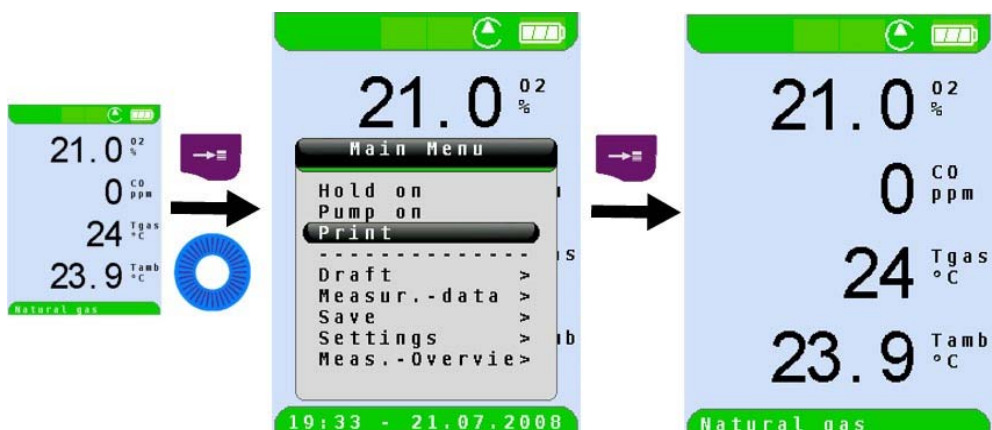 21.0 O2 %
0 CO ppm
24 Tgas °C
23.9 Tamb °C
Natural gas
21.0 O2 %
Main Menu
Hold on
Pump on
Print
Draft >
Measur.-data >
Save >
Settings >
Meas.-Overvie>
19:33 - 21.07.2008
21.0 O2 %
0 CO ppm
24 Tgas °C
23.9 Tamb °C
Natural gas